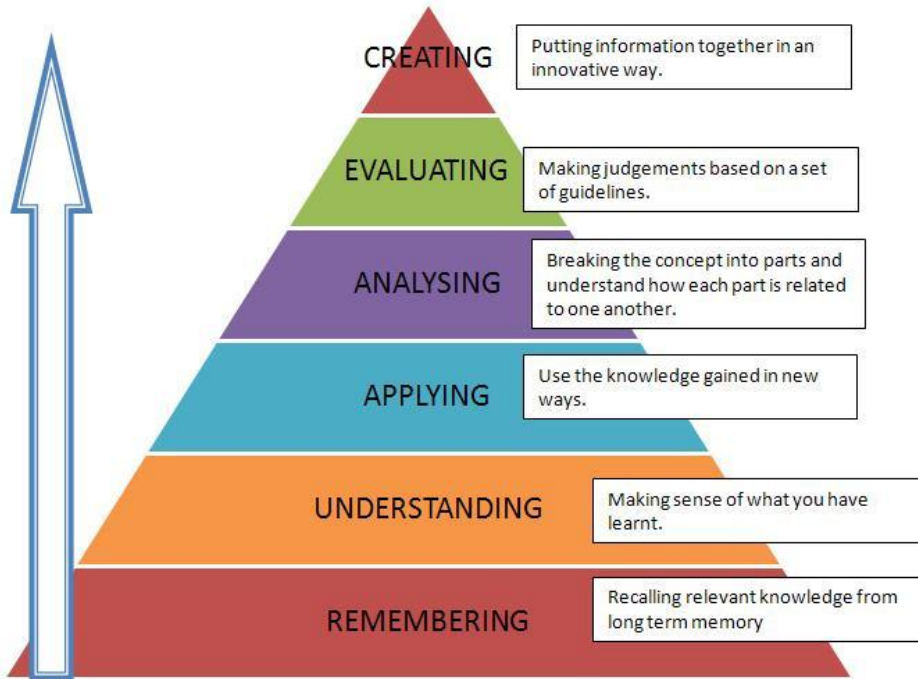 CREATING
Putting information together in an
innovative way.
EVALUATING
Making judgements based on a set
of guidelines.
ANALYSING
Breaking the concept into parts and
understand how each part is related
to one another.
APPLYING
Use the knowledge gained in new
ways.
UNDERSTANDING
Making sense of what you have
learnt.
REMEMBERING
Recalling relevant knowledge from
long term memory